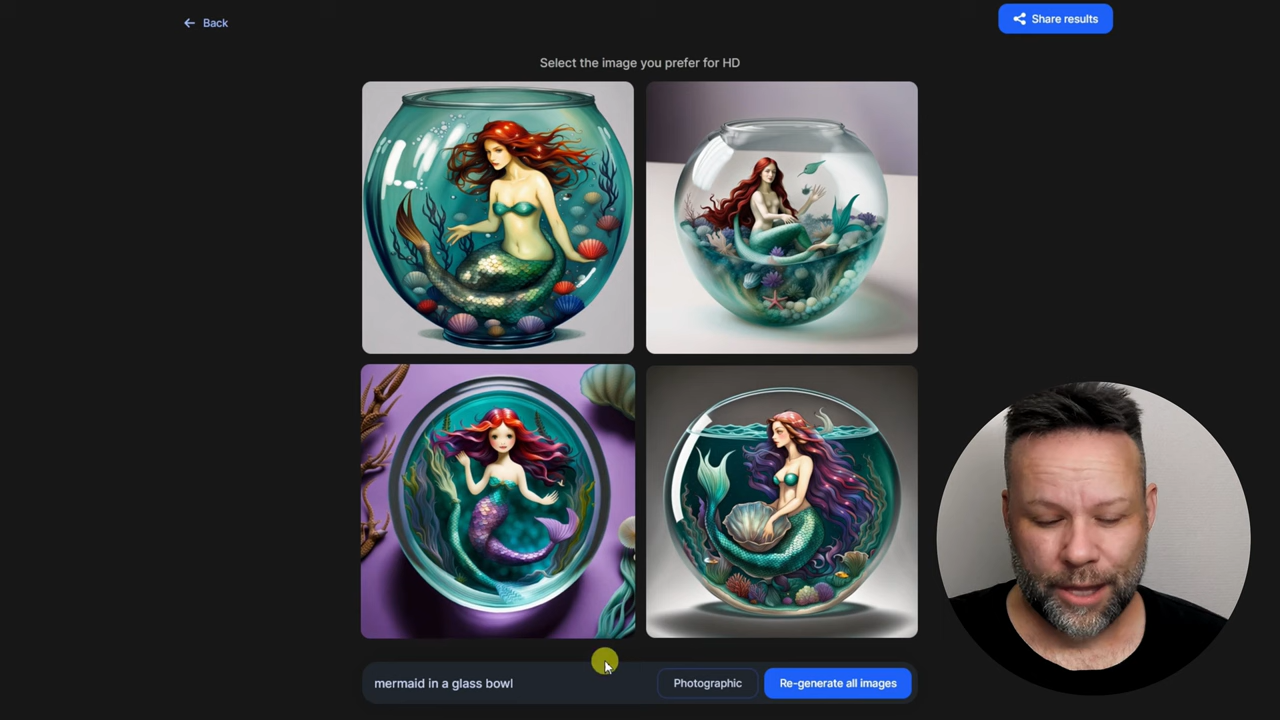 Back
Share results
Select the image you prefer for HD
mermaid in a glass bowl
Photographic
Re-generate all images